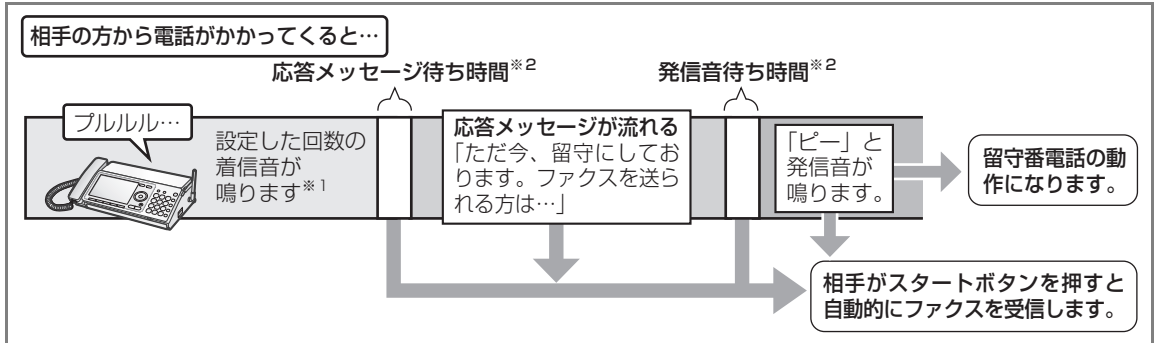 相手の方から電話がかかってくると…
応答メッセージ待ち時間※2
発信音待ち時間※2
プルルル…
設定した回数の
着信音が
鳴ります※1
応答メッセージが流れる
「ただ今、留守にしてお
ります。ファクスを送ら
れる方は…」
「ピー」と
発信音が
鳴ります。
留守番電話の動
作になります。
相手がスタートボタンを押すと
自動的にファクスを受信します。